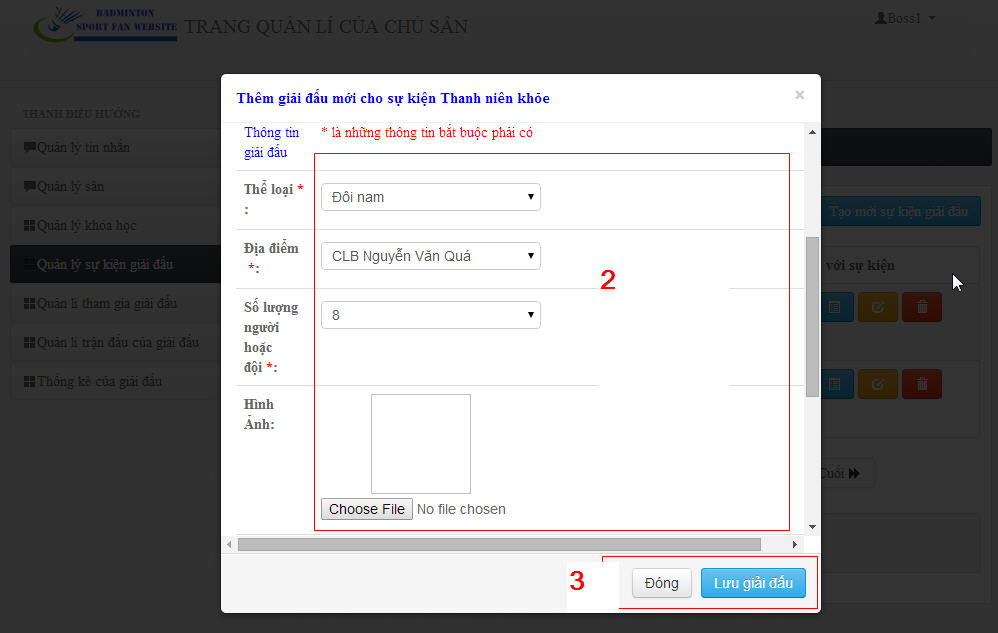 BADMINTON
SPORT FAN WEBSITE
TRANG QUẢN LÍ CỦA CHỦ SÂN
Boss1
THANH ĐIỀU HƯỚNG
Quản lý tin nhắn
Quản lý sân
Quản lý khóa học
Quản lý sự kiện giải đấu
Quản lí tham gia giải đấu
Quản lí trận đấu của giải đấu
Thống kê của giải đấu
Tạo mới sự kiện giải đấu
với sự kiện
Cuối
Thêm giải đấu mới cho sự kiện Thanh niên khỏe
×
Thông tin
giải đấu
* là những thông tin bắt buộc phải có
Thể loại *
:
Đôi nam
Địa điểm
*:
CLB Nguyễn Văn Quá
2
Số lượng
người
hoặc
đội *:
8
Hình
Ảnh:
Choose File No file chosen
3
Đóng
Lưu giải đấu